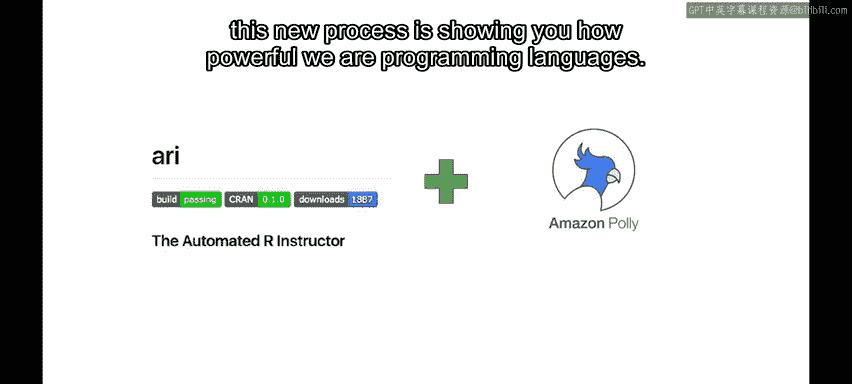 GPT中英字幕课程资源@bilibili.com
this new process is showing you how
powerful we are programming languages.
ari
build passing CRAN 0.1.0 downloads 1387
The Automated R Instructor
Amazon Polly